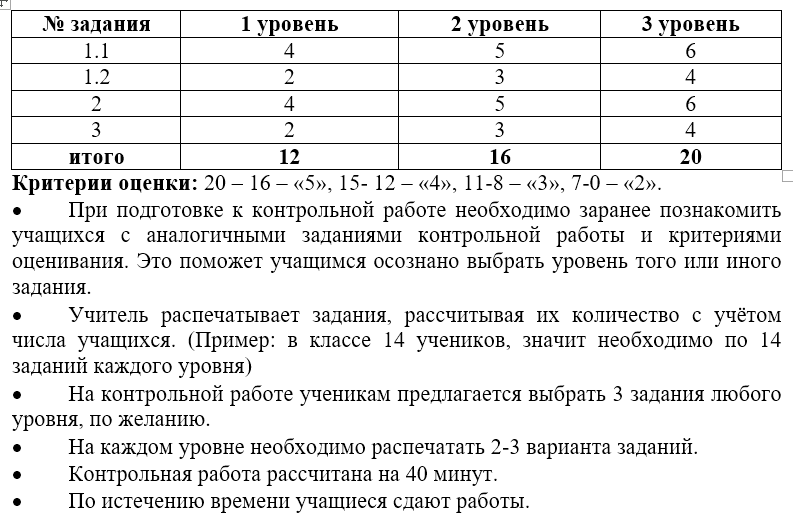 № задания 1 уровень 2 уровень 3 уровень
1.1 4 5 6
1.2 2 3 4
2 4 5 6
3 2 3 4
итого 12 16 20
Критерии оценки: 20 – 16 – «5», 15- 12 – «4», 11-8 – «3», 7-0 – «2».
• При подготовке к контрольной работе необходимо заранее познакомить
учащихся с аналогичными заданиями контрольной работы и критериями
оценивания. Это поможет учащимся осознано выбрать уровень того или иного
задания.
• Учитель распечатывает задания, рассчитывая их количество с учётом
числа учащихся. (Пример: в классе 14 учеников, значит необходимо по 14
заданий каждого уровня)
• На контрольной работе ученикам предлагается выбрать 3 задания любого
уровня, по желанию.
• На каждом уровне необходимо распечатать 2-3 варианта заданий.
• Контрольная работа рассчитана на 40 минут.
• По истечению времени учащиеся сдают работы.